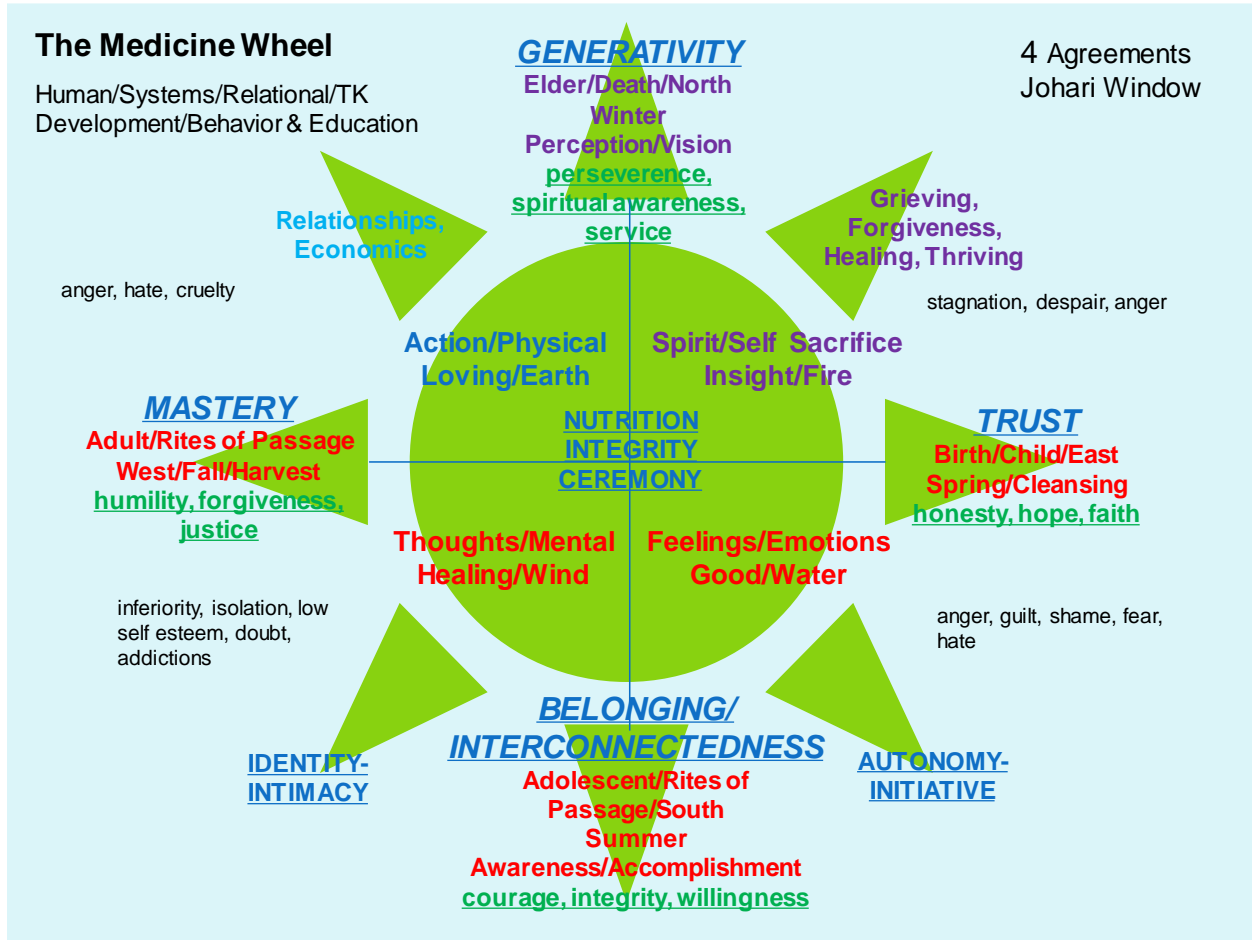 The Medicine Wheel
Human/Systems/Relational/TK
Development/Behavior & Education
4 Agreements
Johari Window
GENERATIVITY
Elder/Death/North
Winter
Perception/Vision
perseverence,
spiritual awareness,
service
Relationships,
Economics
Grieving,
Forgiveness,
Healing, Thriving
anger, hate, cruelty
stagnation, despair, anger
Action/Physical
Loving/Earth
Spirit/Self Sacrifice
Insight/Fire
MASTERY
Adult/Rites of Passage
West/Fall/Harvest
humility, forgiveness,
justice
NUTRITION
INTEGRITY
CEREMONY
TRUST
Birth/Child/East
Spring/Cleansing
honesty, hope, faith
Thoughts/Mental
Healing/Wind
Feelings/Emotions
Good/Water
inferiority, isolation, low
self esteem, doubt,
addictions
anger, guilt, shame, fear,
hate
IDENTITY-
INTIMACY
BELONGING/
INTERCONNECTEDNESS
Adolescent/Rites of
Passage/South
Summer
Awareness/Accomplishment
courage, integrity, willingness
AUTONOMY-
INITIATIVE